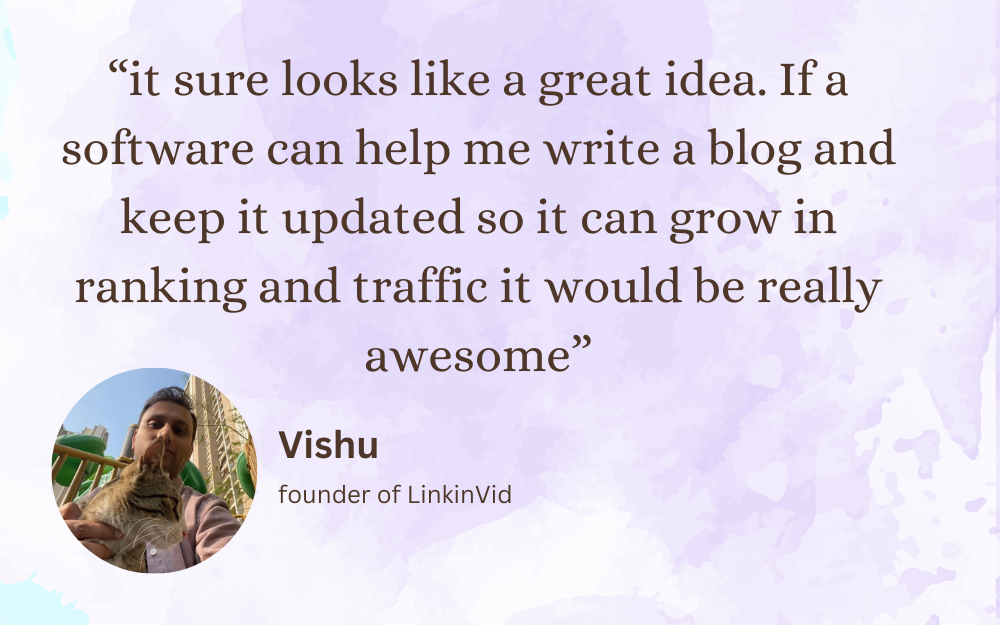 “it sure looks like a great idea. If a
software can help me write a blog and
keep it updated so it can grow in
ranking and traffic it would be really
awesome”
Vishu
founder of LinkinVid